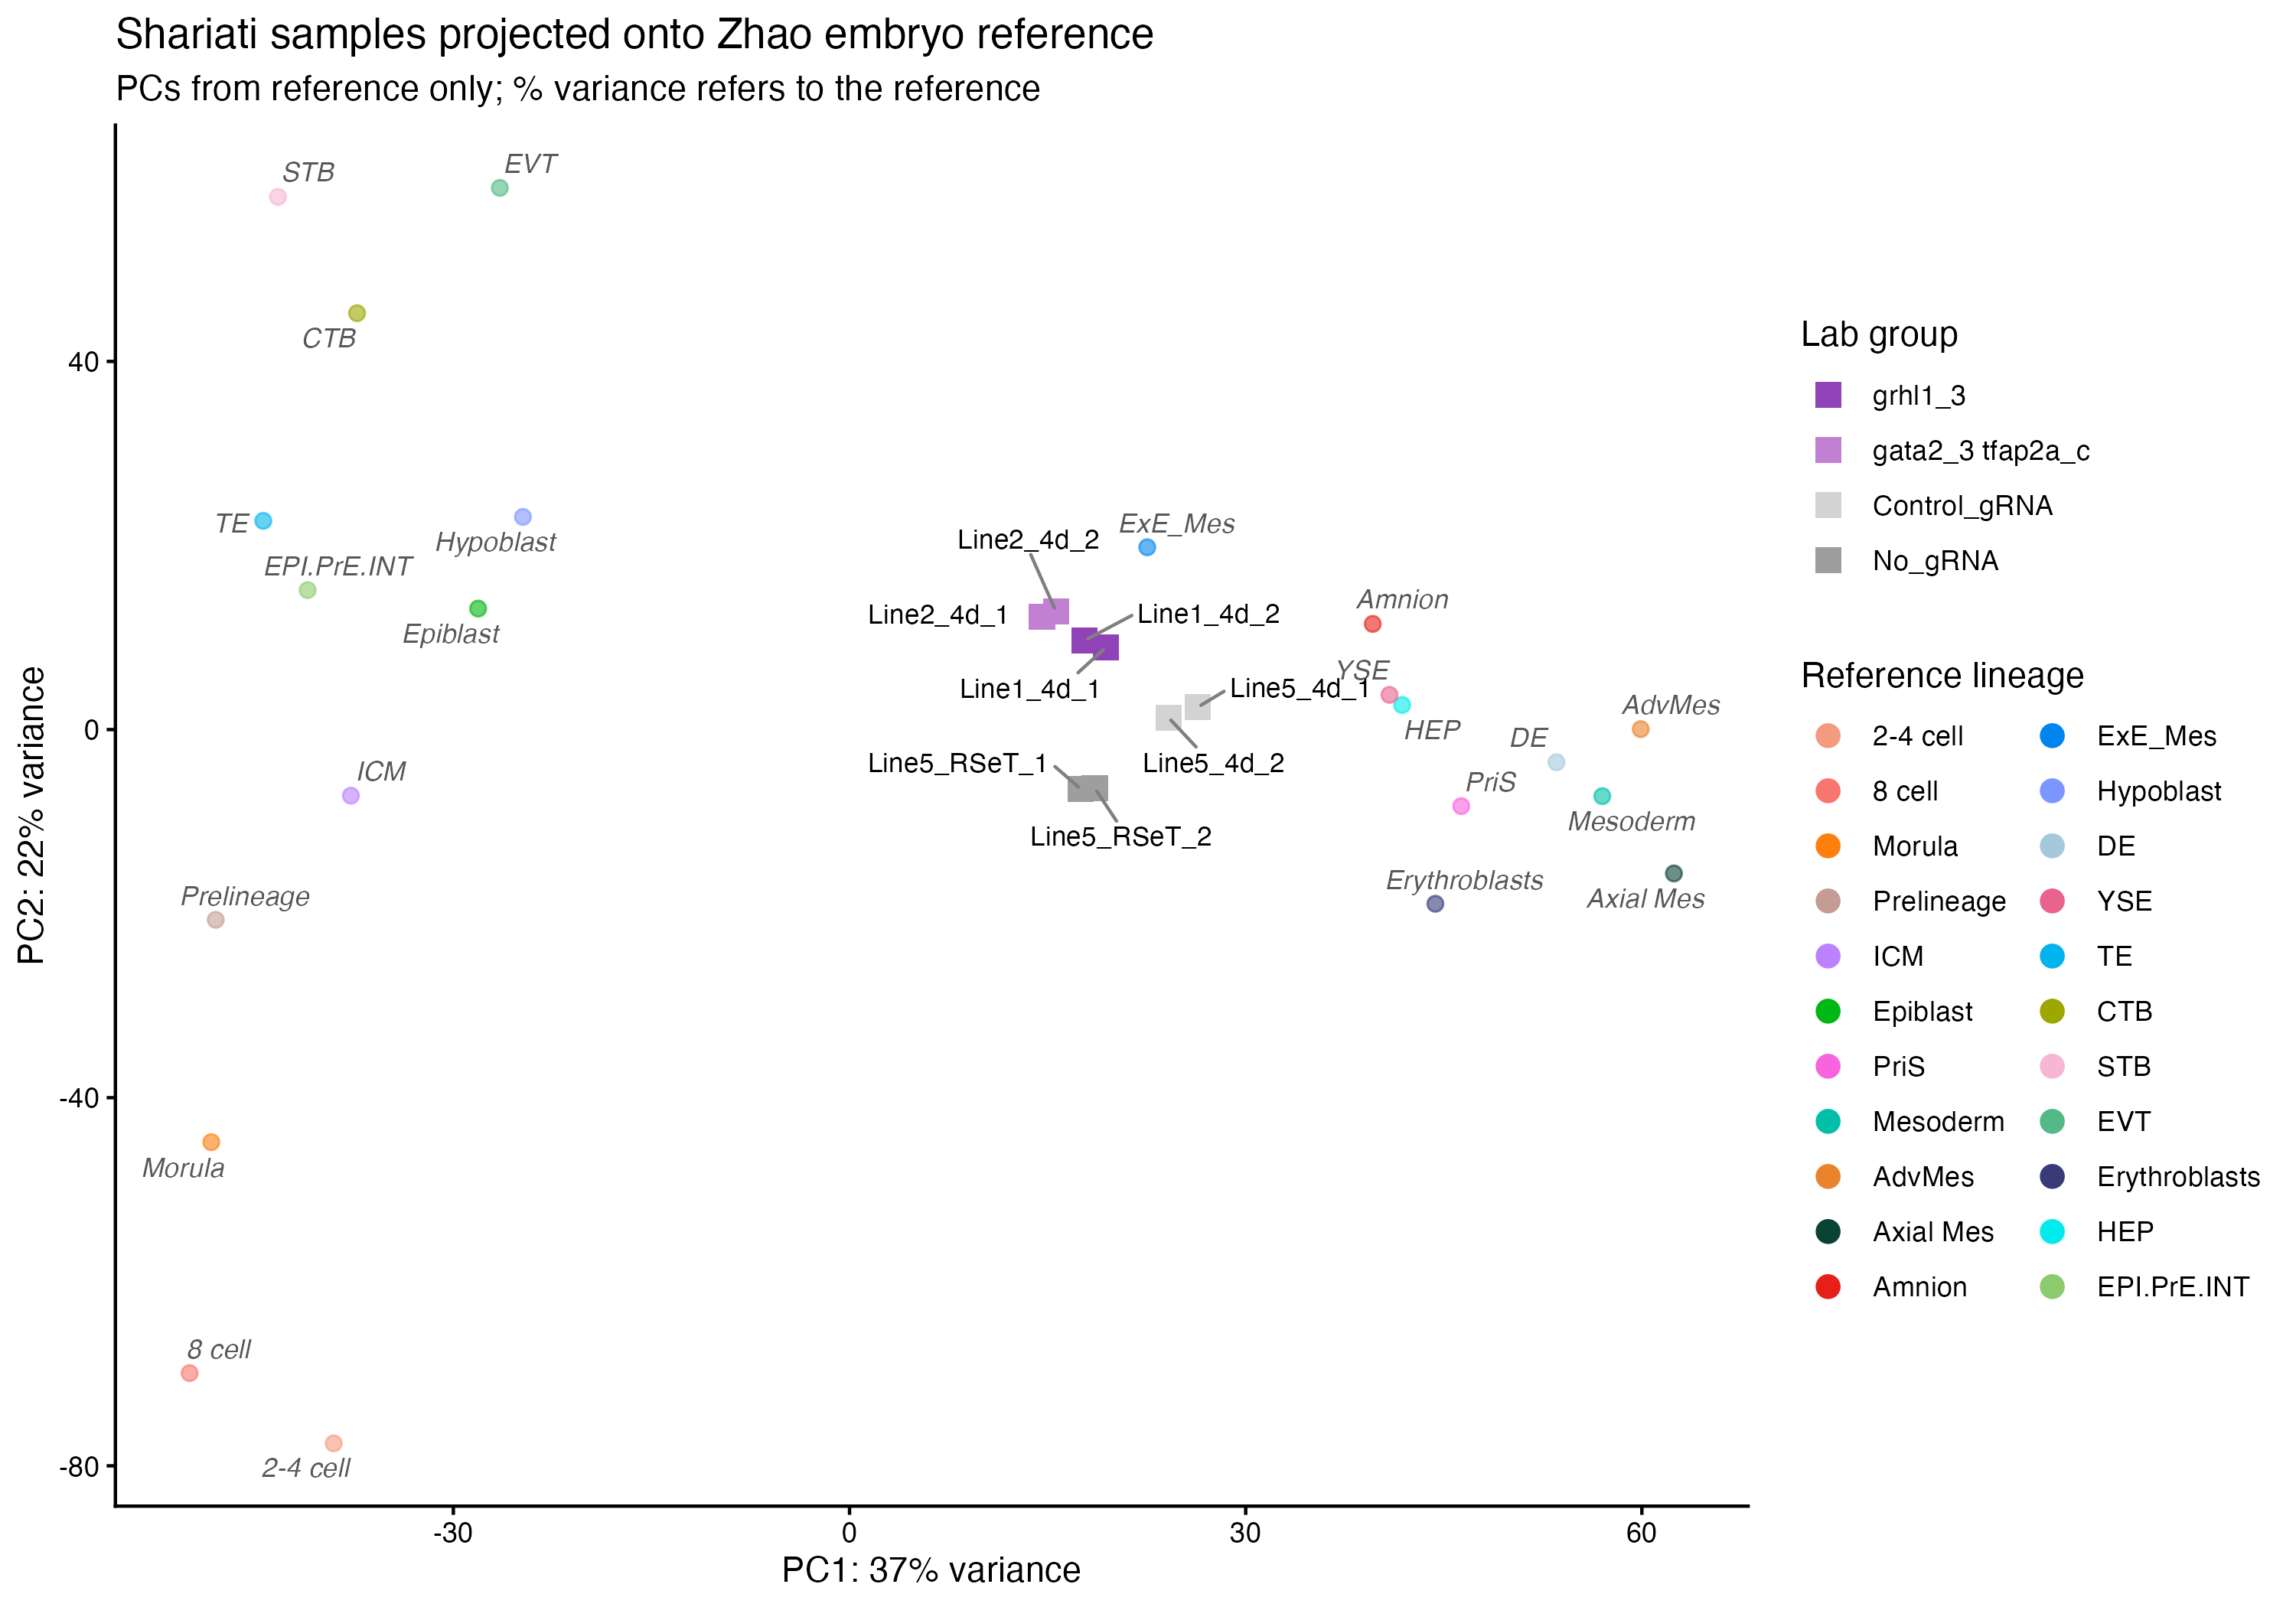 Shariati samples projected onto Zhao embryo reference
PCs from reference only; % variance refers to the reference
STB
EVT
CTB
40
TE
Hypoblast
EPI.PrE.INT
Epiblast
Line2_4d_2
ExE_Mes
Line2_4d_1
Line1_4d_2
Amnion
Line1_4d_1
YSE
Line5_4d_1
AdvMes
0
HEP
DE
Line5_RSeT_1
Line5_4d_2
ICM
PriS
Mesoderm
Line5_RSeT_2
Erythroblasts
Prelineage
Axial Mes
-40
Morula
8 cell
2-4 cell
-80
-30
0
30
60
PC1: 37% variance
PC2: 22% variance
Lab group
grhl1_3
gata2_3 tfap2a_c
Control_gRNA
No_gRNA
Reference lineage
2-4 cell
8 cell
Morula
Prelineage
ICM
Epiblast
PriS
Mesoderm
AdvMes
Axial Mes
Amnion
ExE_Mes
Hypoblast
DE
YSE
TE
CTB
STB
EVT
Erythroblasts
HEP
EPI.PrE.INT